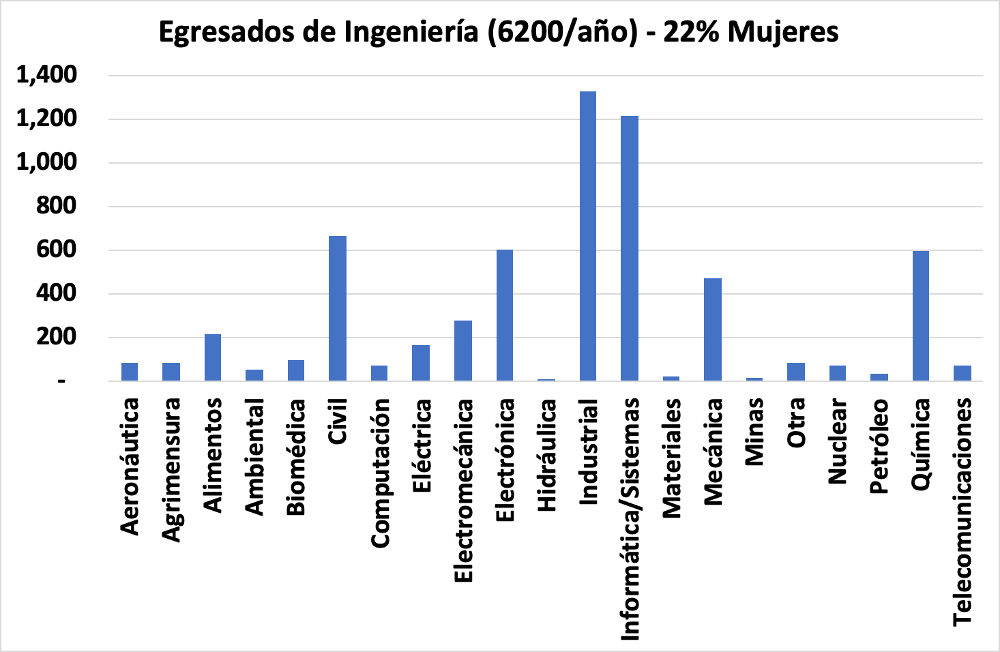 Egresados de Ingeniería (6200/año) - 22% Mujeres
1,400
1,200
1,000
800
600
400
200
-
Aeronáutica
Agrimensura
Alimentos
Ambiental
Biomédica
Civil
Computación
Eléctrica
Electromecánica
Electrónica
Hidráulica
Industrial
Informática/Sistemas
Materiales
Mecánica
Minas
Otra
Nuclear
Petróleo
Química
Telecomunicaciones